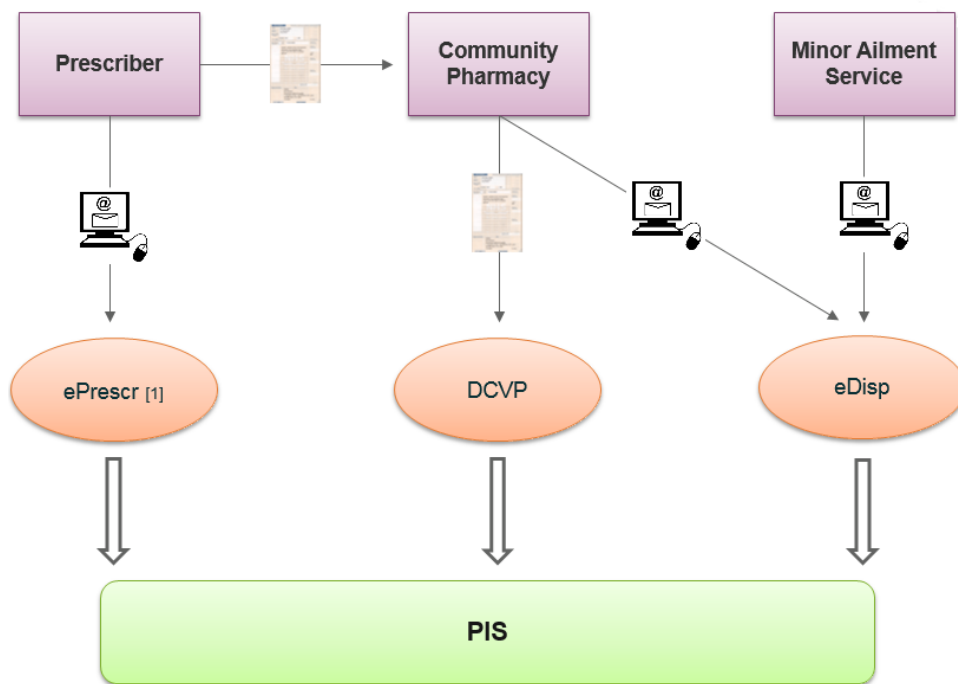 Prescriber
Community
Pharmacy
Minor Ailment
Service
@
@
@
ePrescr [1]
DCVP
eDisp
PIS